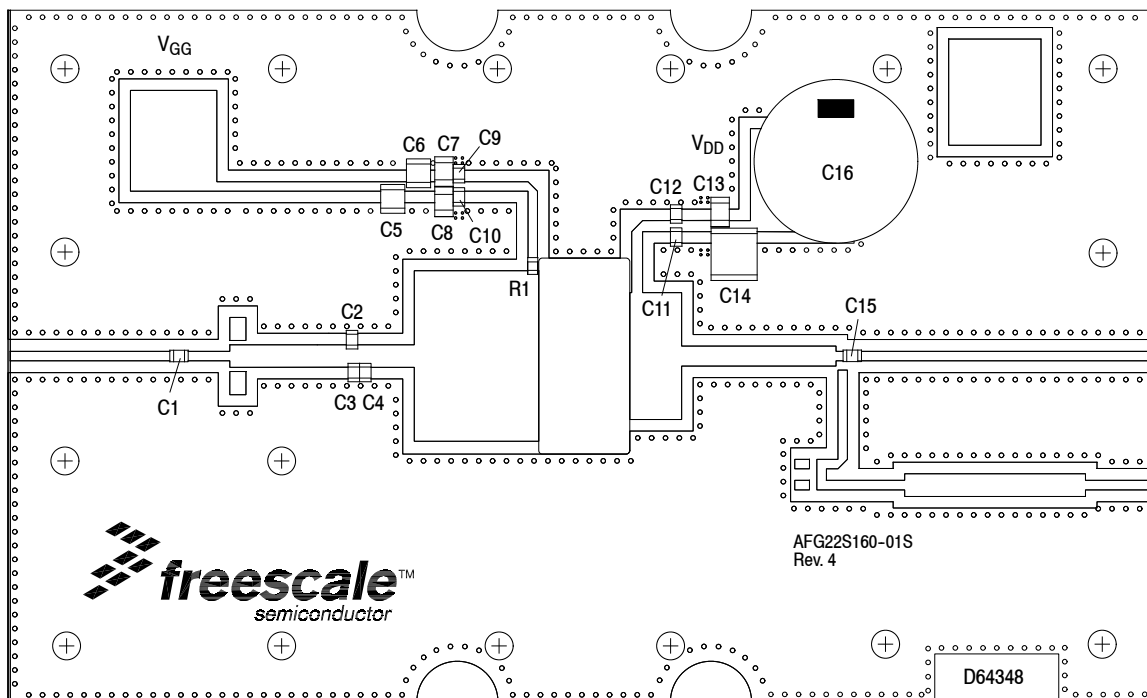 VGG
C6 C7 C9
VDD
C16
C12 C13
C5 C8 C10
R1
C11 C14
C2
C15
C1
C3 C4
AFG22S160-01S
Rev. 4
freescale™
semiconductor
D64348